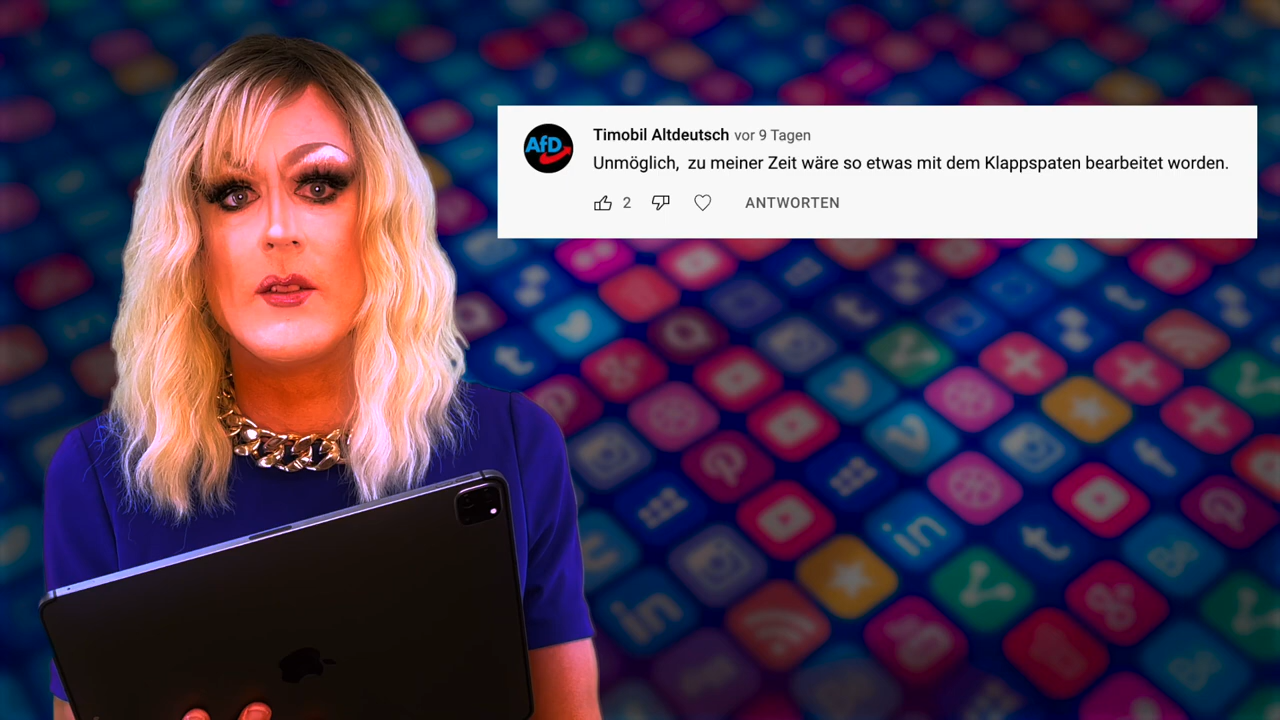 AfD
Timobil Altdeutsch vor 9 Tagen
Unmöglich,  zu meiner Zeit wäre so etwas mit dem Klappspaten bearbeitet worden.
2
ANTWORTEN